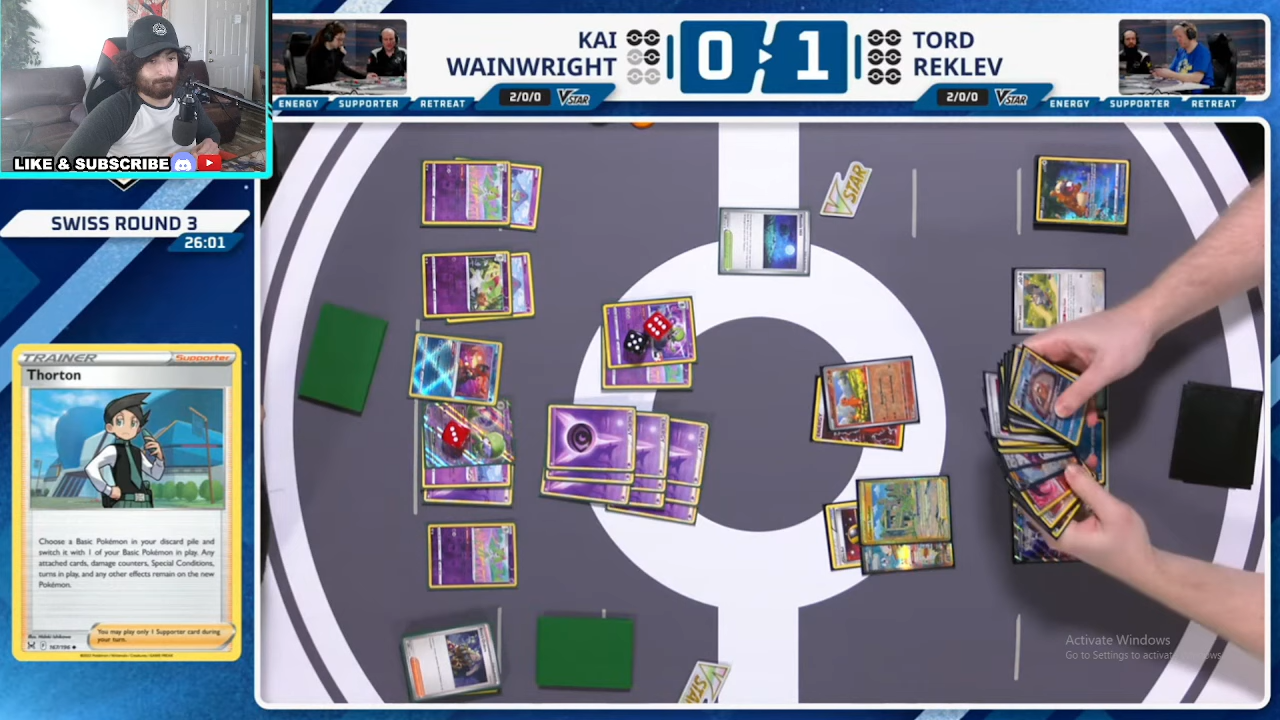 LIKE & SUBSCRIBE
KAI
WAINWRIGHT
0
1
TORD
REKLEV
ENERGY
SUPPORTER
RETREAT
2/0/0
VSTAR
2/0/0
VSTAR
ENERGY
SUPPORTER
RETREAT
SWISS ROUND 3
26:01
TRAINER
Supporter
Thorton
Choose a Basic Pokémon in your discard pile and
switch it with 1 of your Basic Pokémon in play. Any
attached cards, damage counters, Special Conditions,
turns in play, and any other effects remain on the new
Pokémon.
You may play only 1 Supporter card during
your turn.
167/196
VSTAR
STAR
Activate Windows
Go to Settings to activate Windows.